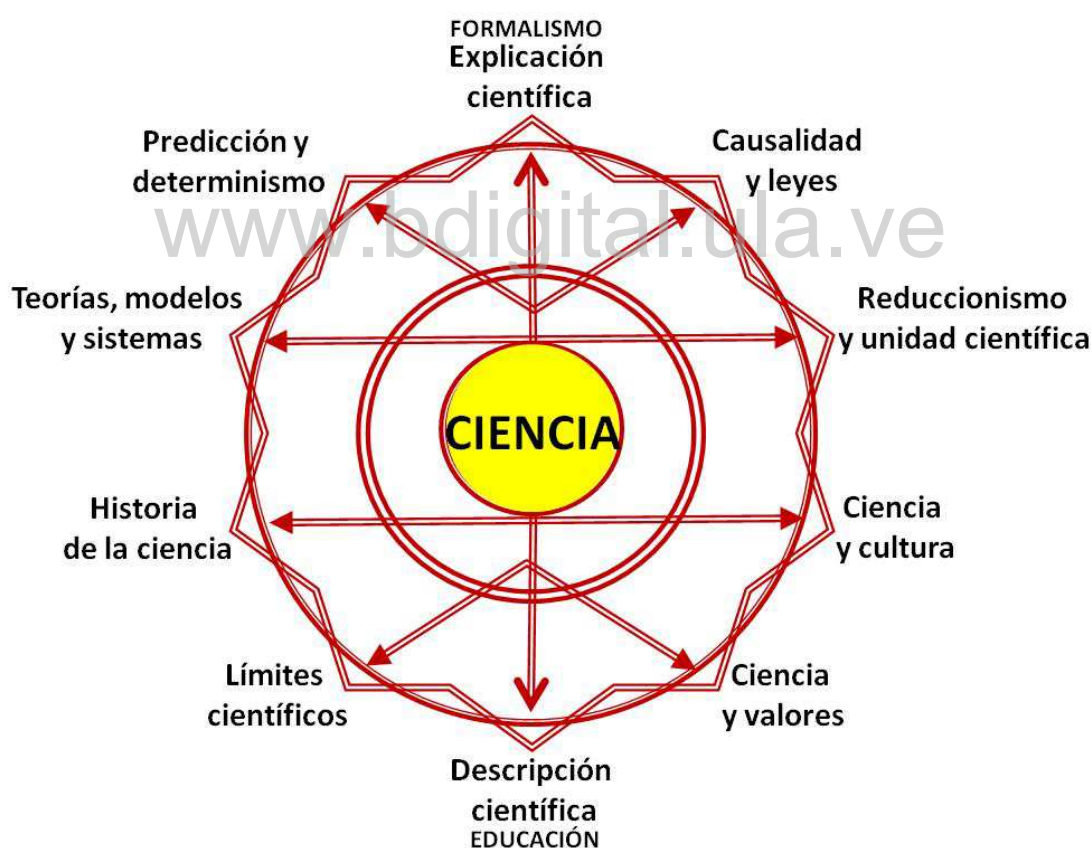 FORMALISMO
Explicación
científica
Predicción y
determinismo
Causalidad
y leyes
www.bdigital.ula.ve
Teorías, modelos
y sistemas
Reduccionismo
y unidad científica
CIENCIA
Historia
de la ciencia
Ciencia
y cultura
Límites
científicos
Ciencia
y valores
Descripción
científica
EDUCACIÓN